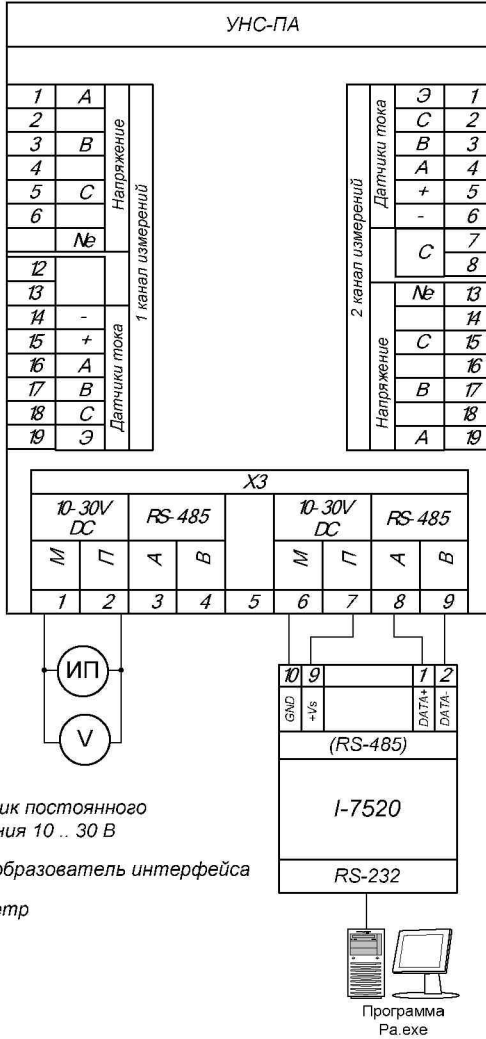 УНС-ПА
1 А
2
3 В
4
5 С
6
Ne
12
13
14 -
15 +
16 А
17 В
18 С
19 Э
Напряжение
Датчики тока
1 канал измерений
2 канал измерений
Датчики тока
Напряжение
Э 1
С 2
В 3
А 4
+ 5
- 6
С 7
8
Ne 13
14
С 15
16
В 17
18
А 19
X3
10-30V DC RS-485 10-30V DC RS-485
М П А В М П А В
1 2 3 4 5 6 7 8 9
ИП
V
10 9 1 2
GND +Vs DATA+ DATA-
(RS-485)
I-7520
RS-232
ик постоянного
ния 10 .. 30 В
образователь интерфейса
етр
Программа
Pa.exe